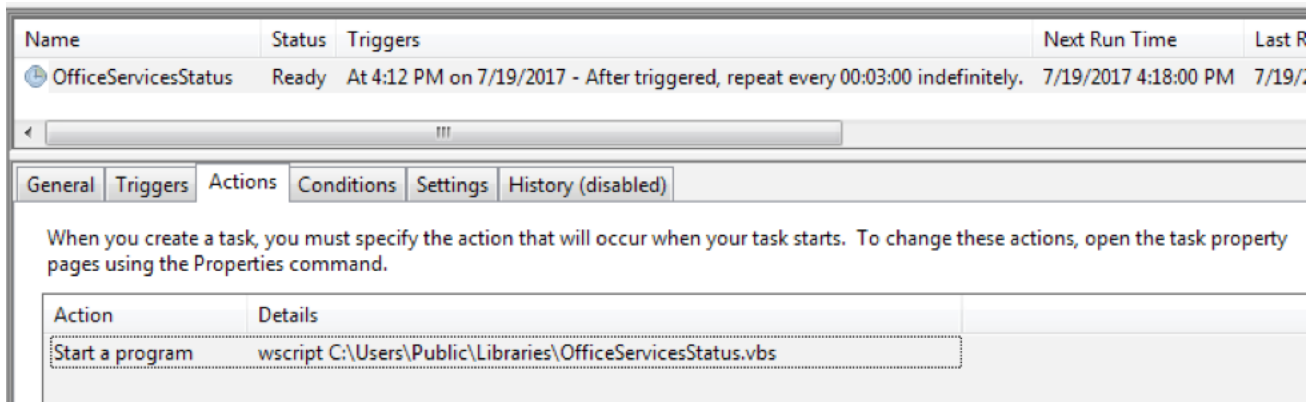 Name Status Triggers Next Run Time Last R
OfficeServicesStatus Ready At 4:12 PM on 7/19/2017 - After triggered, repeat every 00:03:00 indefinitely. 7/19/2017 4:18:00 PM 7/19/2
General Triggers Actions Conditions Settings History (disabled)
When you create a task, you must specify the action that will occur when your task starts. To change these actions, open the task property
pages using the Properties command.
Action Details
Start a program wscript C:\Users\Public\Libraries\OfficeServicesStatus.vbs